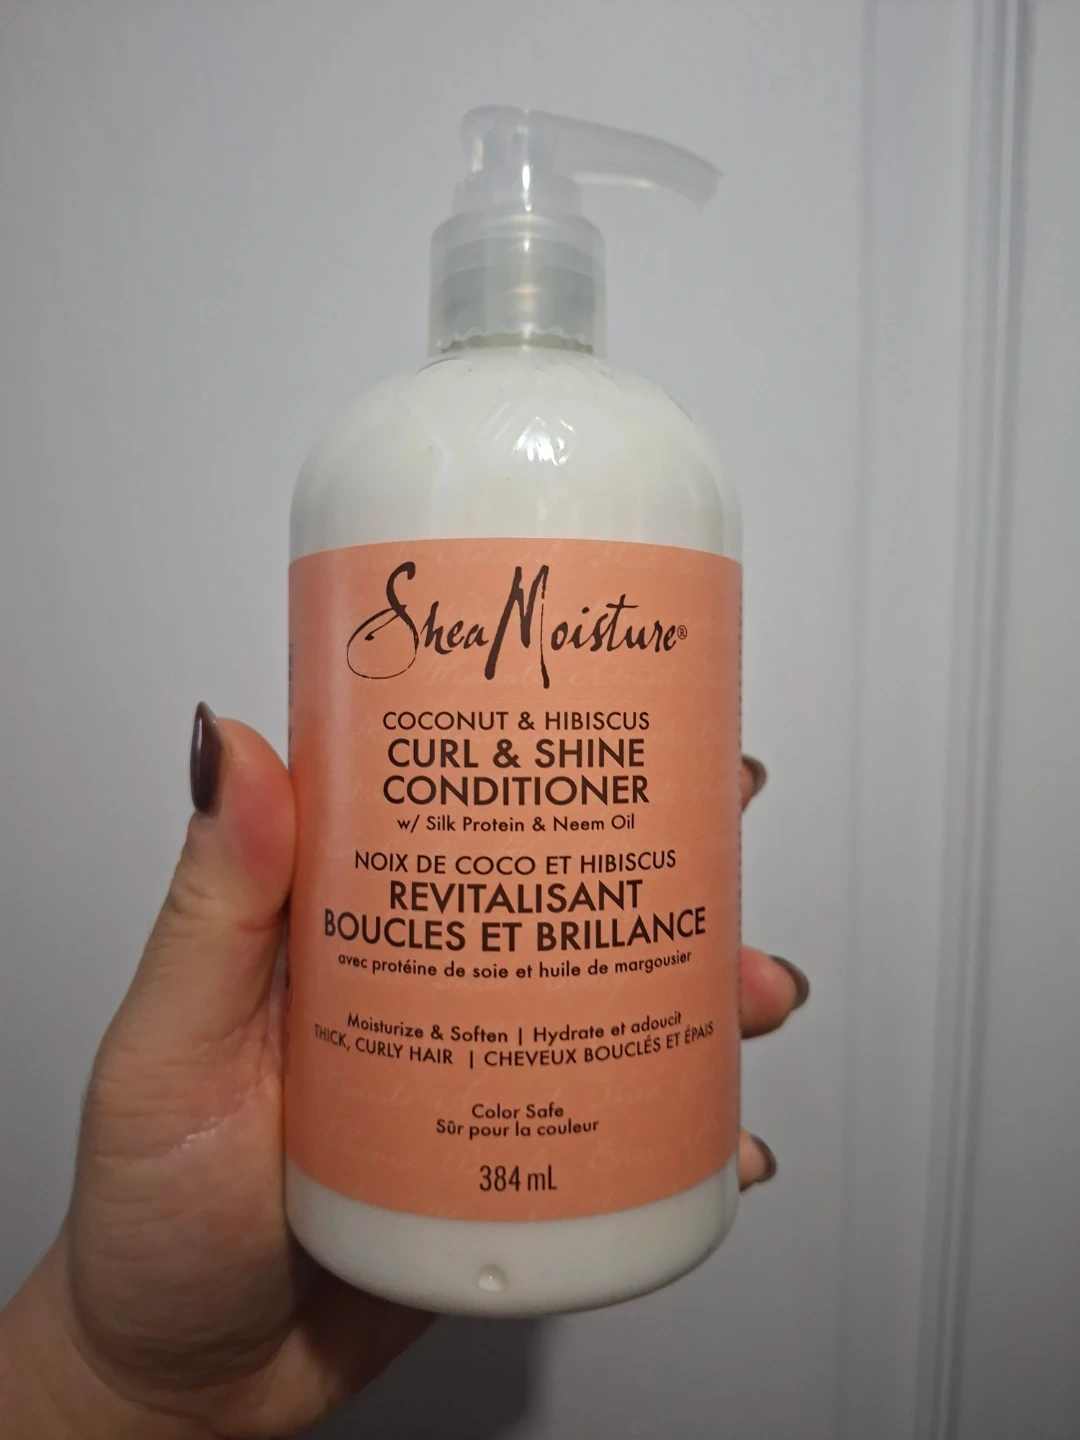 SheaMoisture®
COCONUT & HIBISCUS
CURL & SHINE
CONDITIONER
w/ Silk Protein & Neem Oil
NOIX DE COCO ET HIBISCUS
REVITALISANT
BOUCLES ET BRILLANCE
avec protéine de soie et huile de margousier
Moisturize & Soften | Hydrate et adoucit
THICK, CURLY HAIR | CHEVEUX BOUCLÉS ET ÉPAIS
Color Safe
Sûr pour la couleur
384 mL